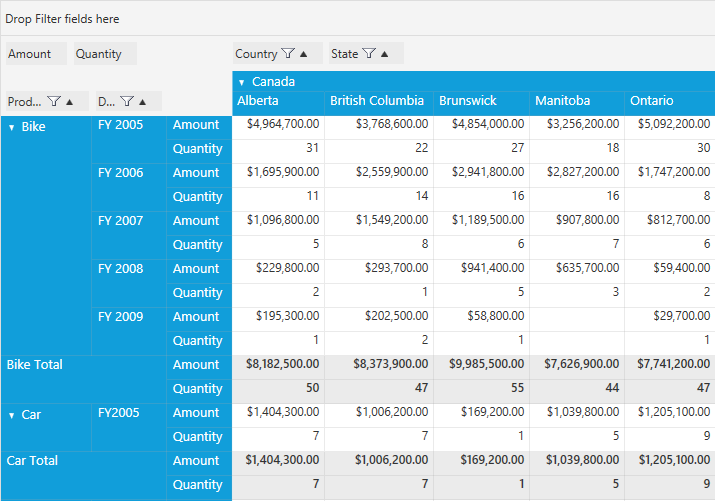 Drop Filter fields here
Amount Quantity Country State
Canada
Prod... D... Alberta British Columbia Brunswick Manitoba Ontario
Bike FY 2005 Amount $4,964,700.00 $3,768,600.00 $4,854,000.00 $3,256,200.00 $5,092,200.00
Quantity 31 22 27 18 30
FY 2006 Amount $1,695,900.00 $2,559,900.00 $2,941,800.00 $2,827,200.00 $1,747,200.00
Quantity 11 14 16 16 8
FY 2007 Amount $1,096,800.00 $1,549,200.00 $1,189,500.00 $907,800.00 $812,700.00
Quantity 5 8 6 7 6
FY 2008 Amount $229,800.00 $293,700.00 $941,400.00 $635,700.00 $59,400.00
Quantity 2 1 5 3 2
FY 2009 Amount $195,300.00 $202,500.00 $58,800.00 $29,700.00
Quantity 1 2 1 1
Bike Total Amount $8,182,500.00 $8,373,900.00 $9,985,500.00 $7,626,900.00 $7,741,200.00
Quantity 50 47 55 44 47
Car FY2005 Amount $1,404,300.00 $1,006,200.00 $169,200.00 $1,039,800.00 $1,205,100.00
Quantity 7 7 1 5 9
Car Total Amount $1,404,300.00 $1,006,200.00 $169,200.00 $1,039,800.00 $1,205,100.00
Quantity 7 7 1 5 9